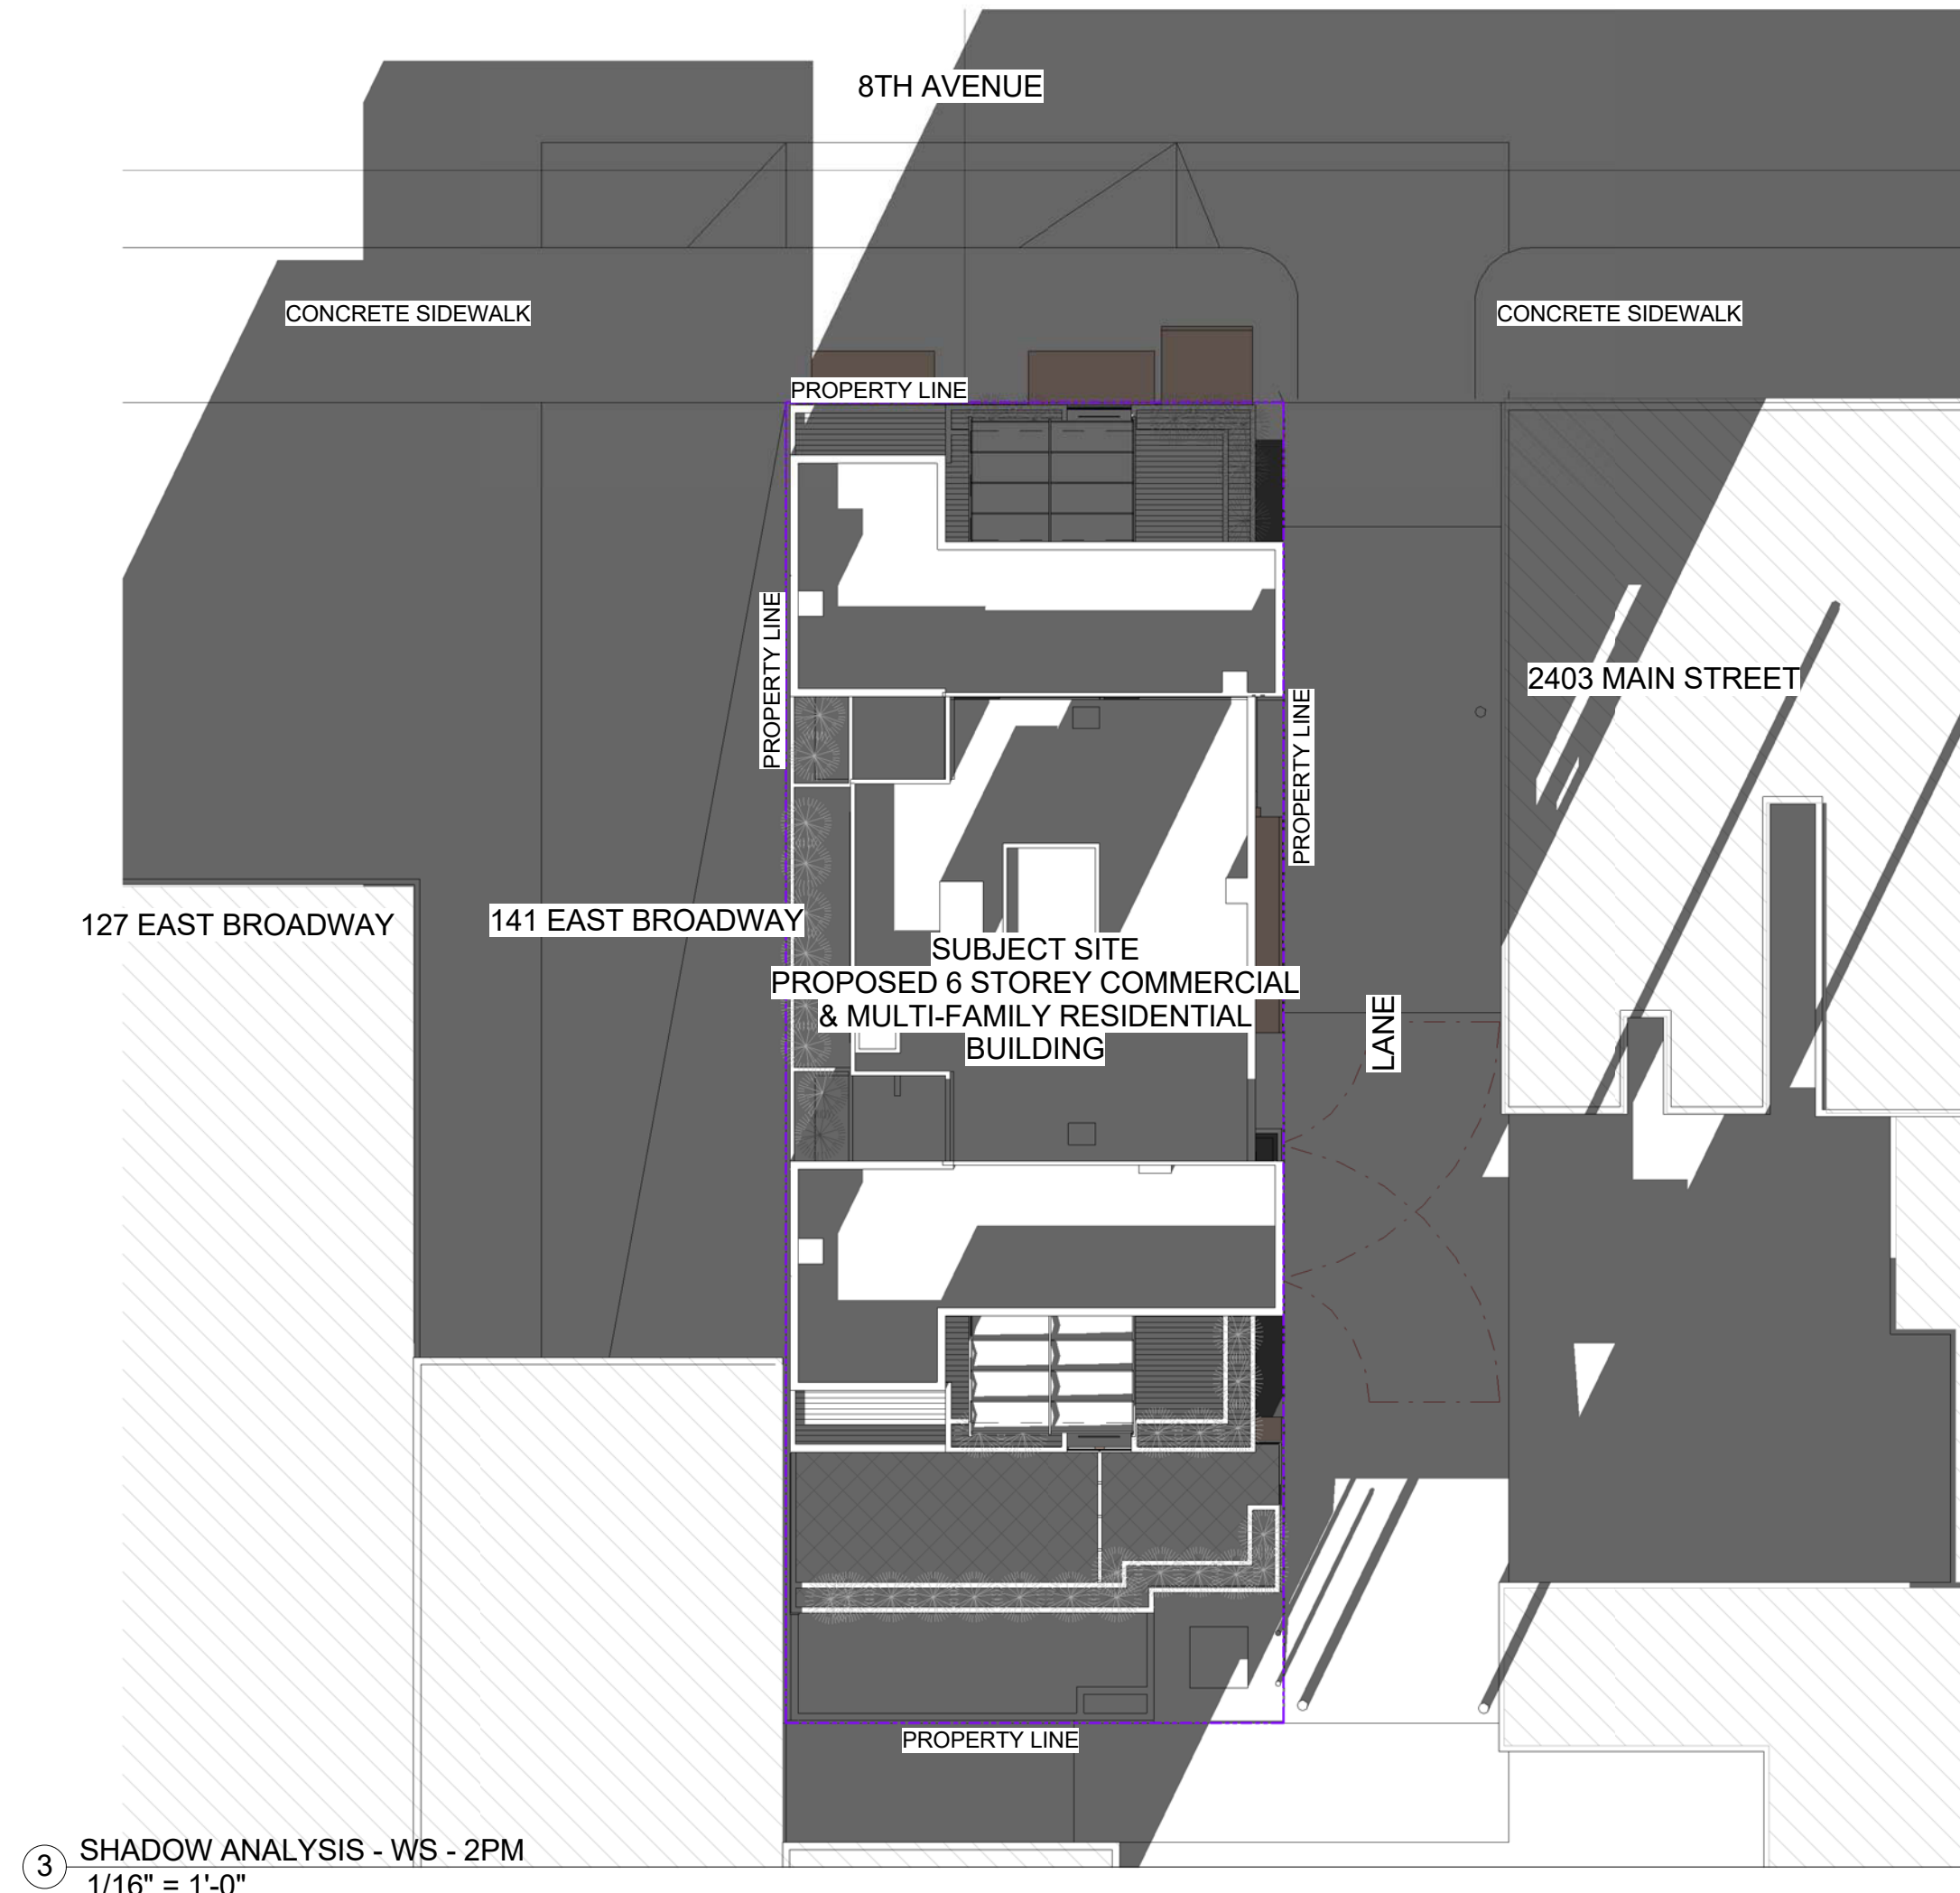 8TH AVENUE
CONCRETE SIDEWALK
CONCRETE SIDEWALK
PROPERTY LINE
PROPERTY LINE
2403 MAIN STREET
PROPERTY LINE
127 EAST BROADWAY
141 EAST BROADWAY
SUBJECT SITE
PROPOSED 6 STOREY COMMERCIAL
& MULTI-FAMILY RESIDENTIAL
BUILDING
LANE
PROPERTY LINE
3
SHADOW ANALYSIS - WS - 2PM
1/16" = 1'-0"